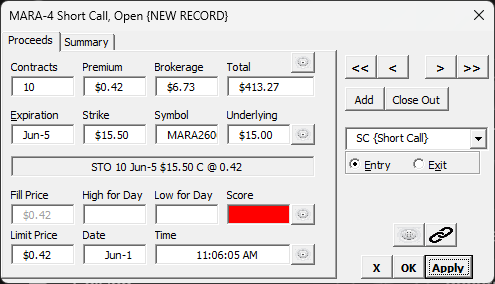 MARA-4 Short Call, Open {NEW RECORD}
Proceeds Summary
Contracts Premium Brokerage Total
10 $0.42 $6.73 $413.27
<< < > >>
Add Close Out
Expiration Strike Symbol Underlying
Jun-5 $15.50 MARA260 $15.00
SC {Short Call}
STO 10 Jun-5 $15.50 C @ 0.42
Entry Exit
Fill Price High for Day Low for Day Score
$0.42
Limit Price Date Time
$0.42 Jun-1 11:06:05 AM
X OK Apply